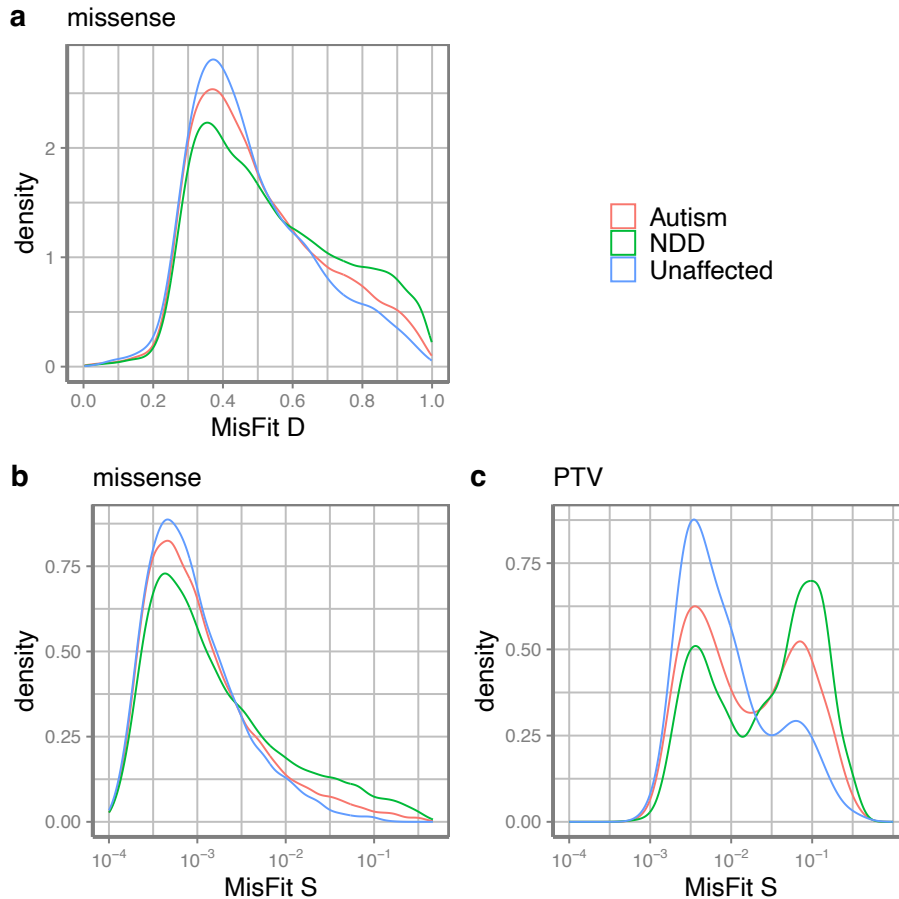 a missense
density
2
1
0
0.0 0.2 0.4 0.6 0.8 1.0
MisFit D
Autism
NDD
Unaffected
b missense
density
0.75
0.50
0.25
0.00
10⁻⁴ 10⁻³ 10⁻² 10⁻¹
MisFit S
c PTV
density
0.75
0.50
0.25
0.00
10⁻⁴ 10⁻³ 10⁻² 10⁻¹
MisFit S